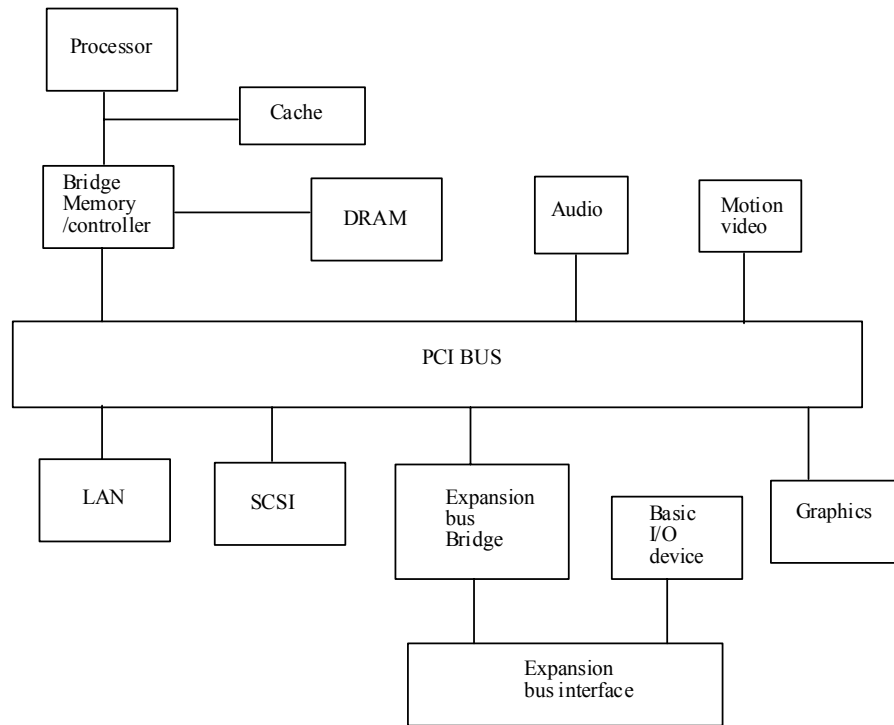 Processor
Cache
Bridge
Memory
/controller
DRAM
Audio
Motion
video
PCI BUS
LAN
SCSI
Expansion
bus
Bridge
Basic
I/O
device
Graphics
Expansion
bus interface